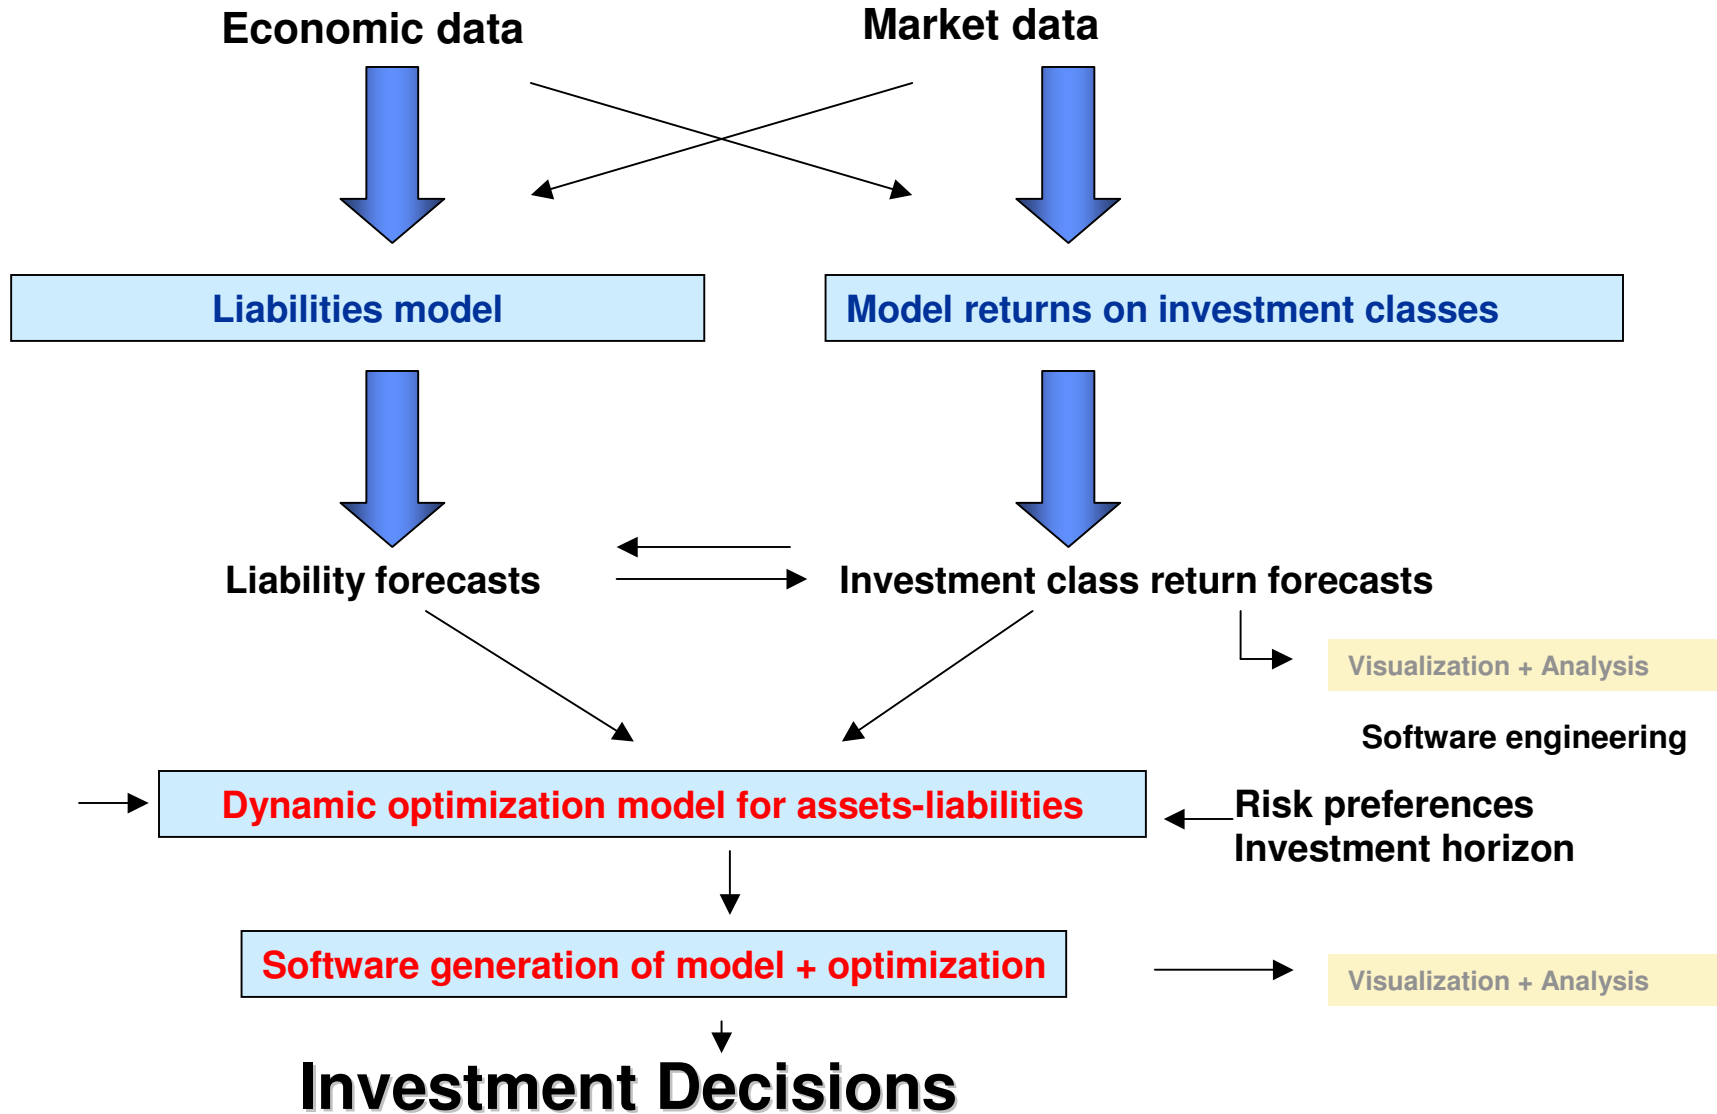 Economic data
Market data
Liabilities model
Model returns on investment classes
Liability forecasts
Investment class return forecasts
Visualization + Analysis
Software engineering
Dynamic optimization model for assets-liabilities
Risk preferences
Investment horizon
Software generation of model + optimization
Visualization + Analysis
Investment Decisions